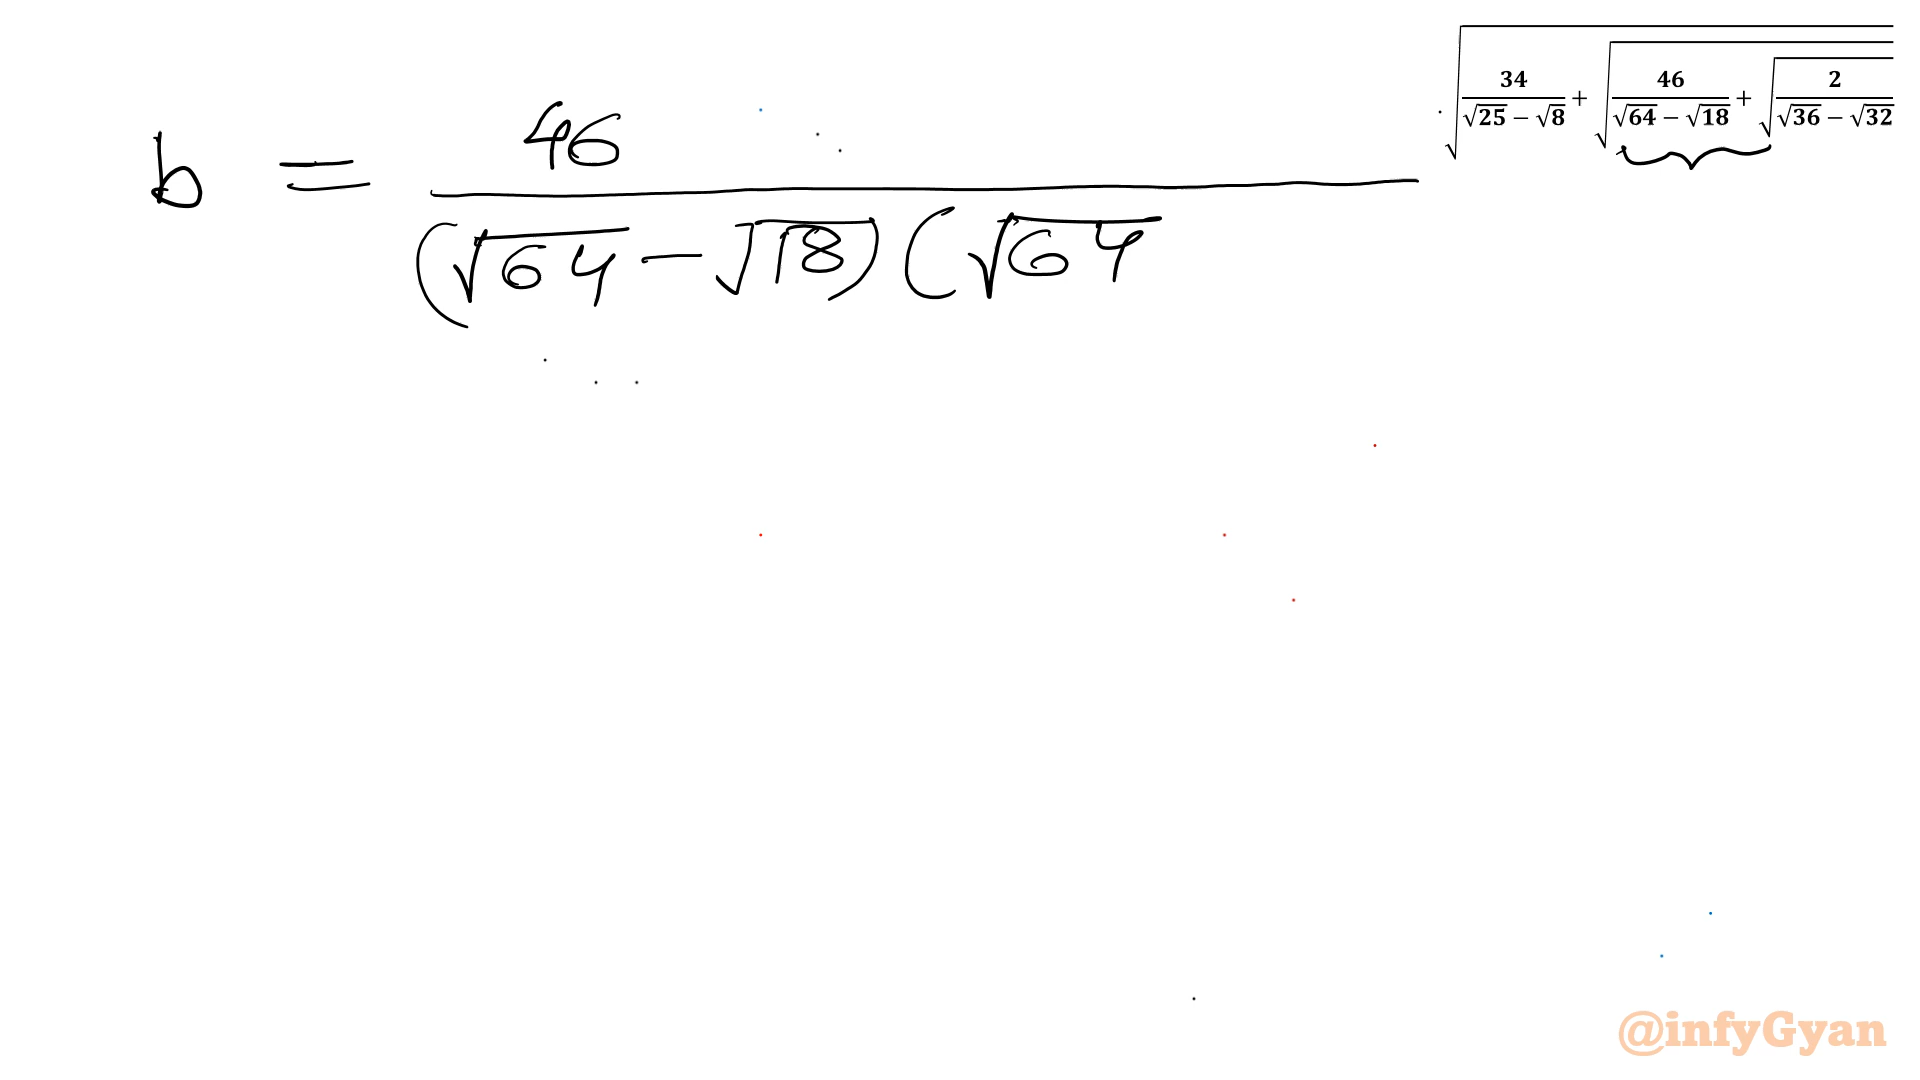 b = 46 / (√64 − √18) (√64
√(34/(√25 − √8) + √(46/(√64 − √18) + √(2/(√36 − √32))))
@infyGyan